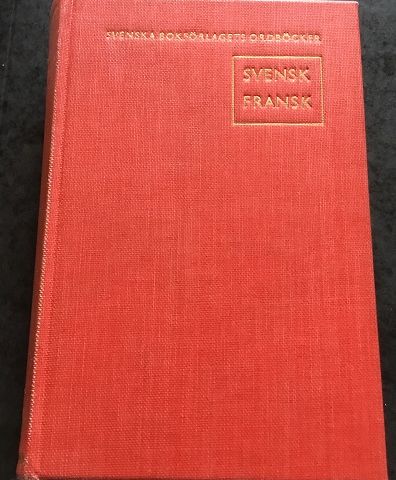 SVENSKA BOKFÖRLAGETS ORDBÖCKER
SVENSK
FRANSK